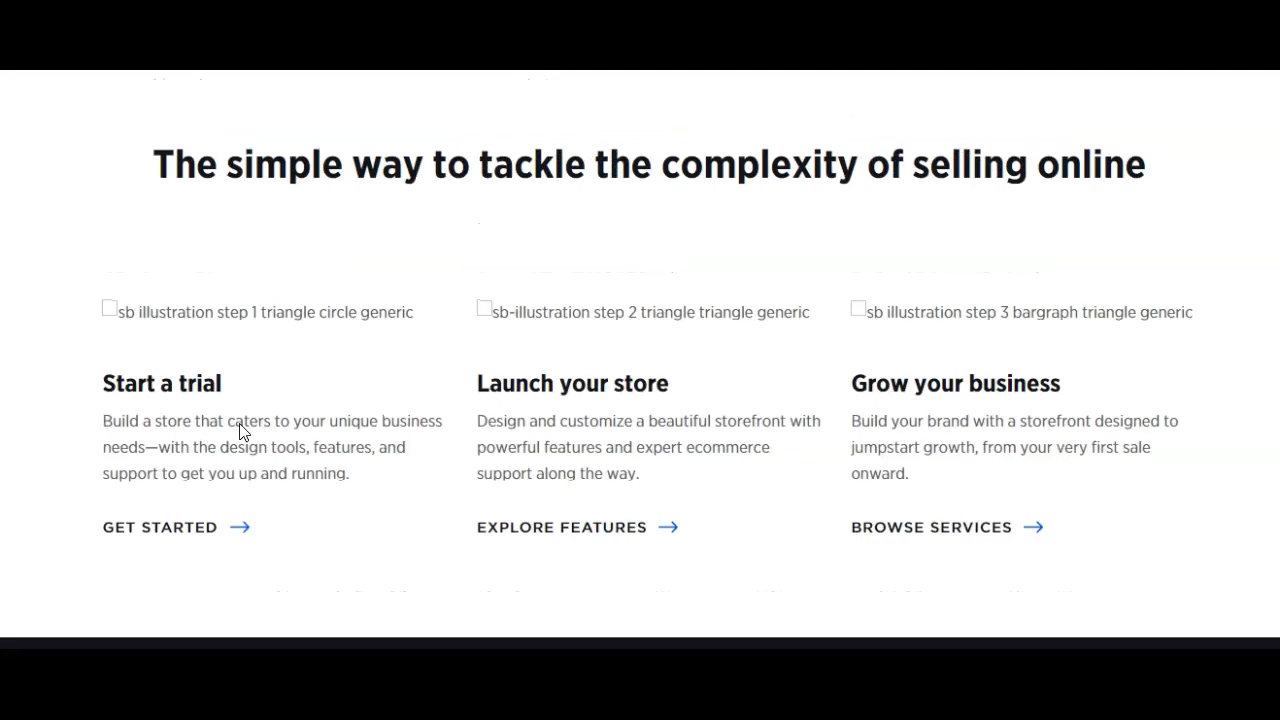 The simple way to tackle the complexity of selling online
sb illustration step 1 triangle circle generic
sb-illustration step 2 triangle triangle generic
sb illustration step 3 bargraph triangle generic
Start a trial
Build a store that caters to your unique business
needs—with the design tools, features, and
support to get you up and running.
GET STARTED
Launch your store
Design and customize a beautiful storefront with
powerful features and expert ecommerce
support along the way.
EXPLORE FEATURES
Grow your business
Build your brand with a storefront designed to
jumpstart growth, from your very first sale
onward.
BROWSE SERVICES